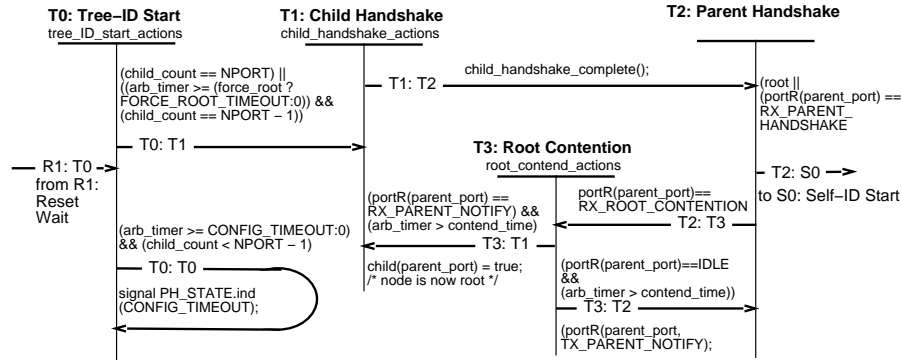 T0: Tree–ID Start
tree_ID_start_actions
T1: Child Handshake
child_handshake_actions
T2: Parent Handshake
(child_count == NPORT) ||
((arb_timer >= (force_root ?
FORCE_ROOT_TIMEOUT:0)) &&
(child_count == NPORT – 1))
T0: T1
child_handshake_complete();
T1: T2
(root ||
(portR(parent_port) ==
RX_PARENT_
HANDSHAKE
T3: Root Contention
root_contend_actions
R1: T0
from R1:
Reset
Wait
T2: S0
to S0: Self–ID Start
(portR(parent_port) ==
RX_PARENT_NOTIFY) &&
(arb_timer > contend_time)
T3: T1
child(parent_port) = true;
/* node is now root */
portR(parent_port)==
RX_ROOT_CONTENTION
T2: T3
(arb_timer >= CONFIG_TIMEOUT:0)
&& (child_count < NPORT – 1)
T0: T0
signal PH_STATE.ind
(CONFIG_TIMEOUT);
(portR(parent_port)==IDLE
&&
(arb_timer > contend_time))
T3: T2
(portR(parent_port,
TX_PARENT_NOTIFY);